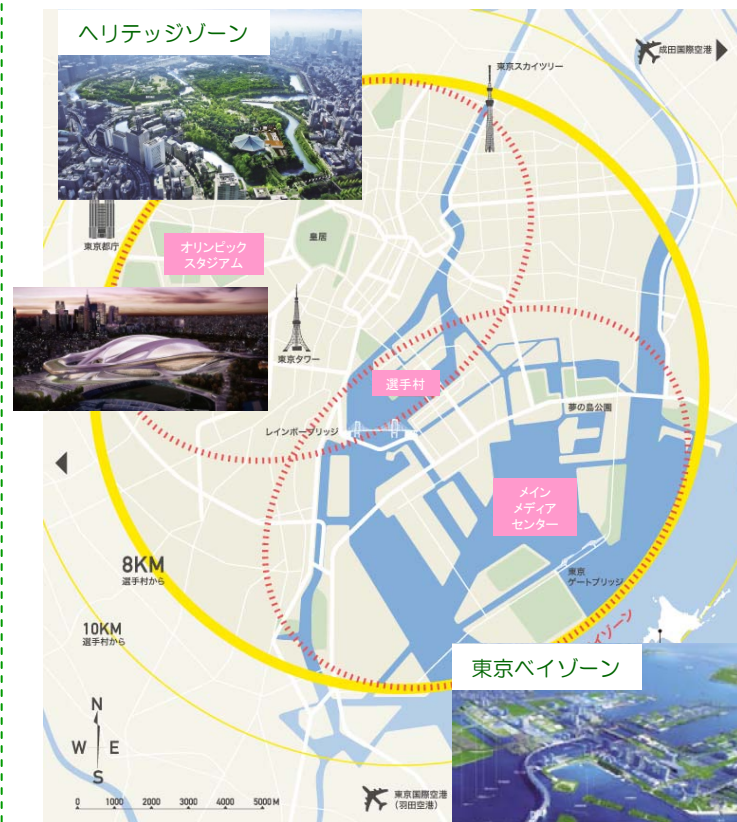 ヘリテッジゾーン
成田国際空港
東京スカイツリー
東京都庁
オリンピック
スタジアム
皇居
東京タワー
選手村
夢の島公園
レインボーブリッジ
メイン
メディア
センター
東京
ゲートブリッジ
8KM
選手村から
10KM
選手村から
イゾーン
東京ベイゾーン
N
W E
S
0 1000 2000 3000 4000 5000M
東京国際空港
(羽田空港)